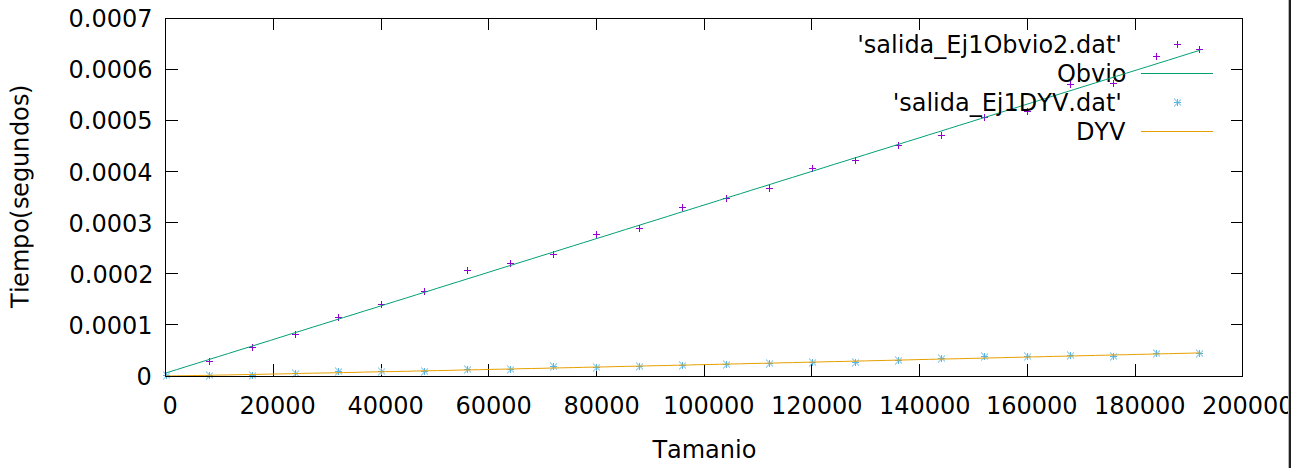 0.0007
0.0006
0.0005
0.0004
0.0003
0.0002
0.0001
0
Tiempo(segundos)
'salida_Ej1Obvio2.dat'
Obvio
'salida_Ej1DYV.dat'
DYV
0 20000 40000 60000 80000 100000 120000 140000 160000 180000 200000
Tamanio